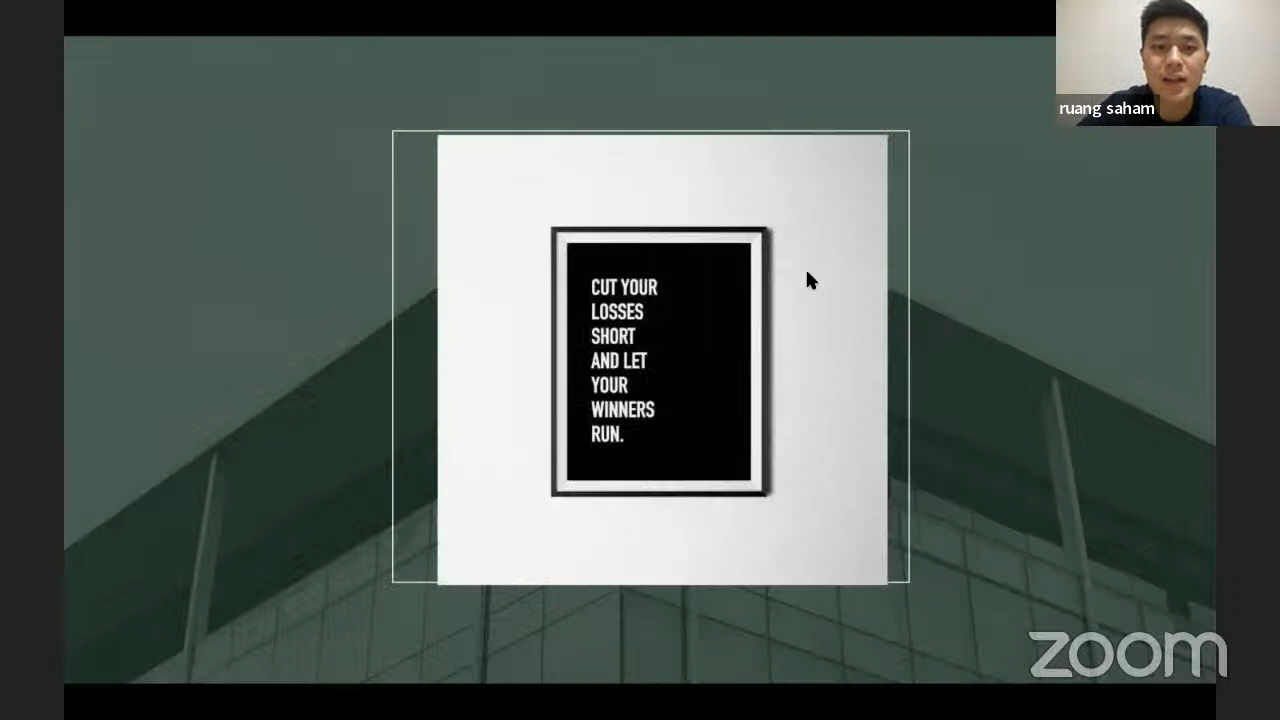 ruang saham
CUT YOUR
LOSSES
SHORT
AND LET
YOUR
WINNERS
RUN.
zoom